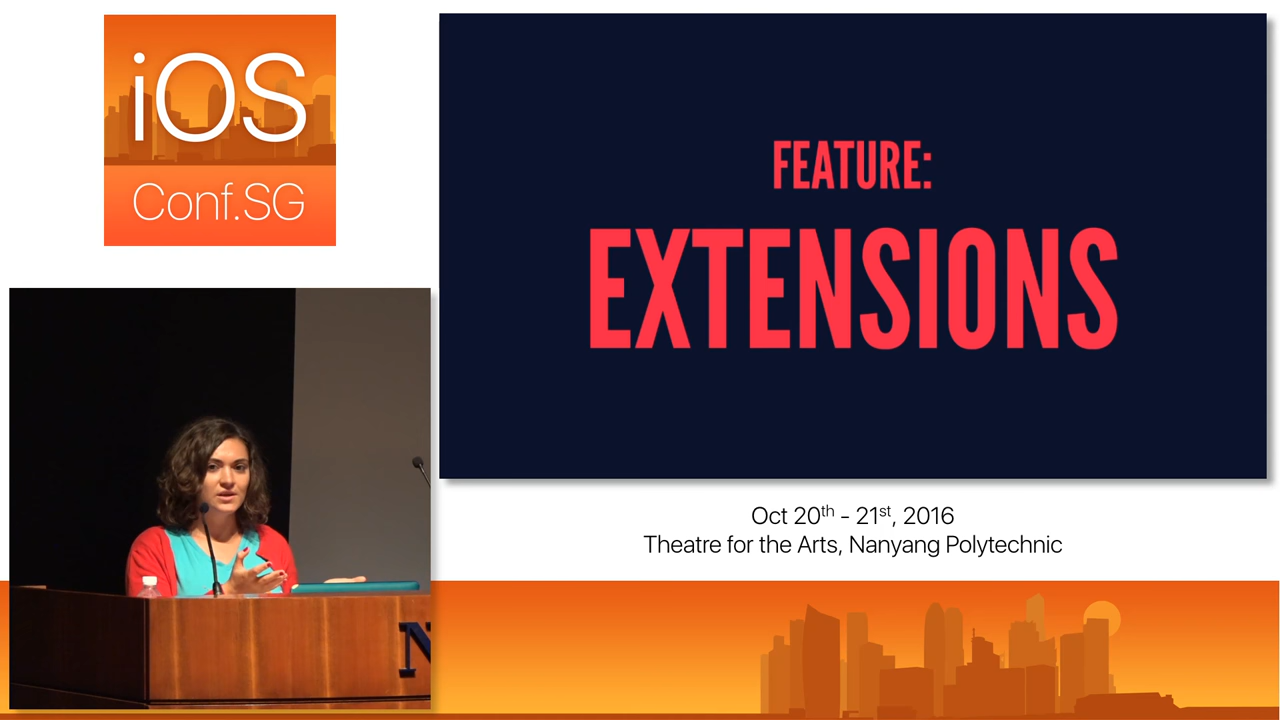 iOS
Conf.SG
FEATURE:
EXTENSIONS
Oct 20th - 21st, 2016
Theatre for the Arts, Nanyang Polytechnic
N